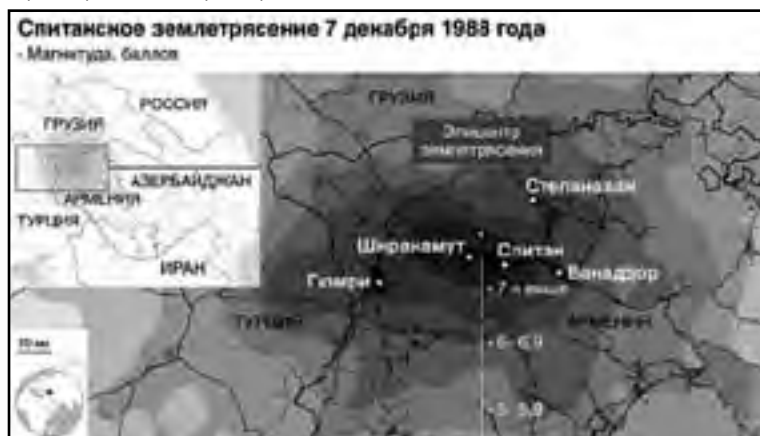 Спитакское землетрясение 7 декабря 1988 года
- Магнитуда, баллов
РОССИЯ
ГРУЗИЯ
АЗЕРБАЙДЖАН
АРМЕНИЯ
ТУРЦИЯ
ИРАН
ГРУЗИЯ
Эпицентр
землетрясения
Степанаван
Ширакамут
Спитак
Ванадзор
Гюмри
- 7 и выше
ТУРЦИЯ
АРМЕНИЯ
- 6- 6,9
- 5- 5,9